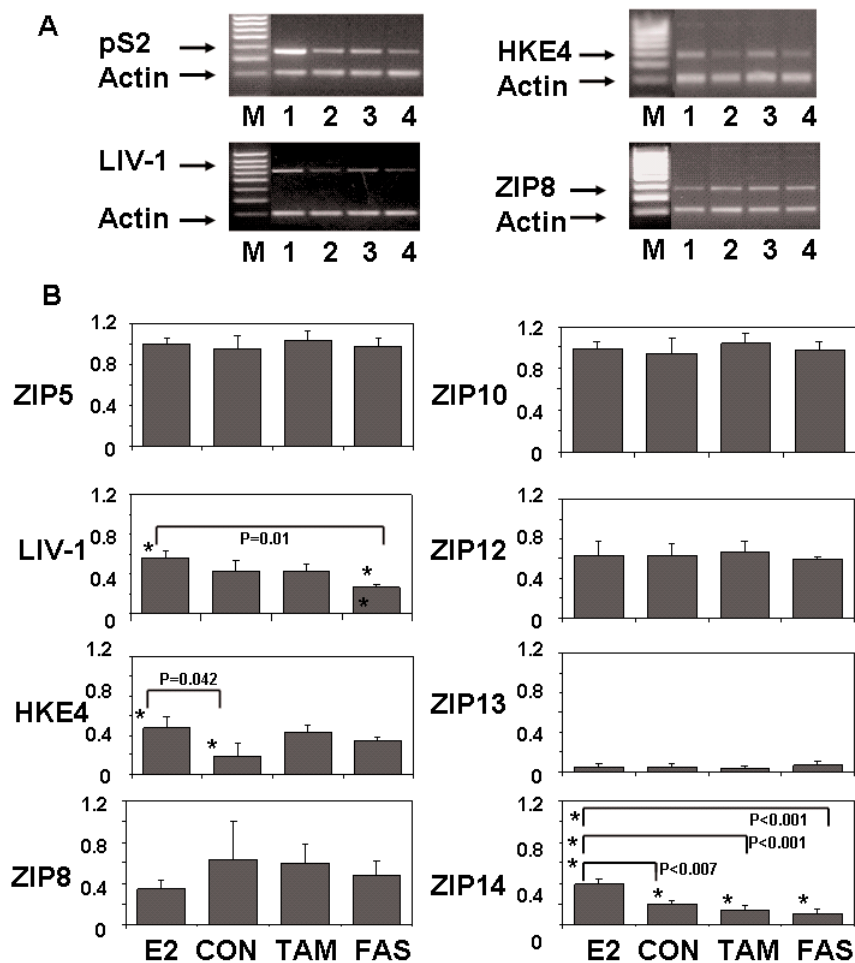 A
pS2
Actin
M 1 2 3 4
HKE4
Actin
M 1 2 3 4
LIV-1
Actin
M 1 2 3 4
ZIP8
Actin
M 1 2 3 4
B
ZIP5
1.2
0.8
0.4
0
ZIP10
1.2
0.8
0.4
0
LIV-1
1.2
0.8
0.4
0
* P=0.01 *
*
ZIP12
1.2
0.8
0.4
0
HKE4
1.2
0.8
0.4
0
* P=0.042 *
ZIP13
1.2
0.8
0.4
0
ZIP8
1.2
0.8
0.4
0
E2 CON TAM FAS
ZIP14
1.2
0.8
0.4
0
* P<0.001
* P<0.001
* P<0.007
* * *
E2 CON TAM FAS